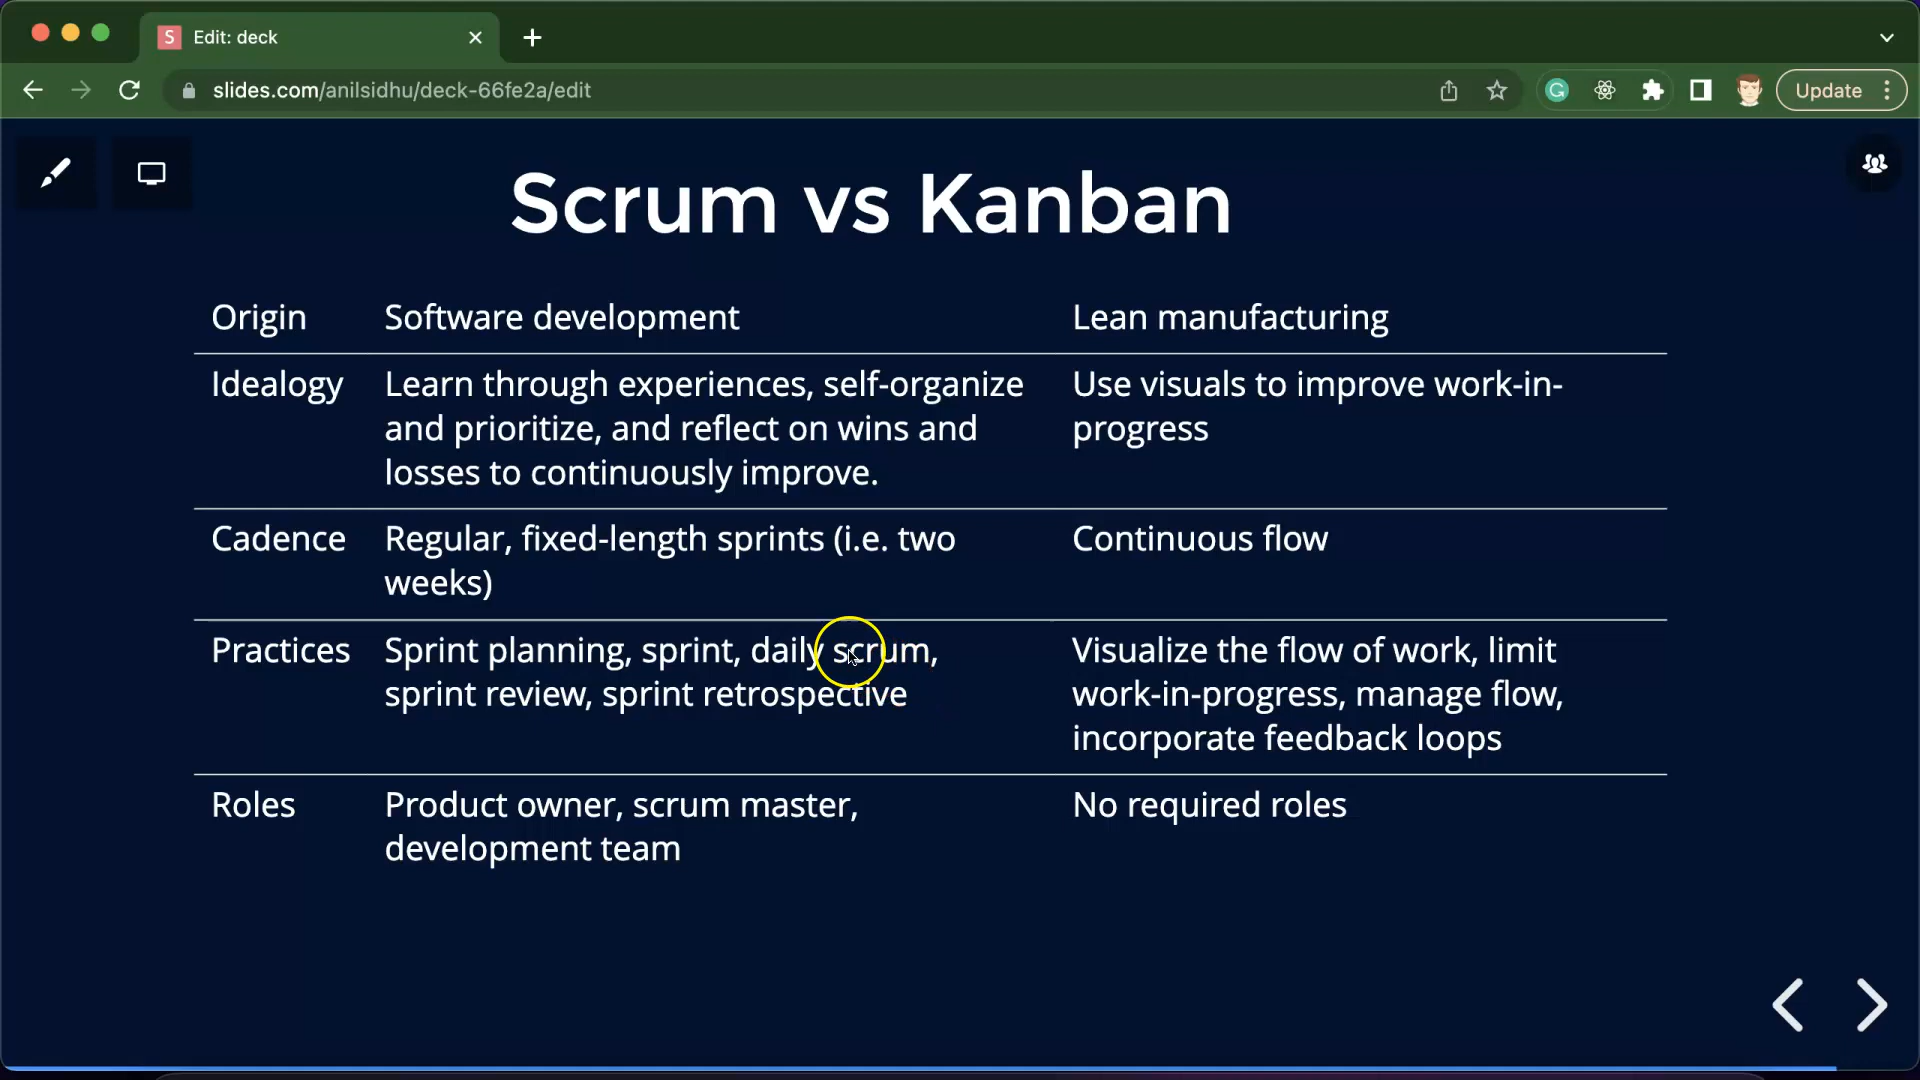 Edit: deck
slides.com/anilsidhu/deck-66fe2a/edit
Update
Scrum vs Kanban
Origin Software development Lean manufacturing
Idealogy Learn through experiences, self-organize Use visuals to improve work-in-
and prioritize, and reflect on wins and progress
losses to continuously improve.
Cadence Regular, fixed-length sprints (i.e. two Continuous flow
weeks)
Practices Sprint planning, sprint, daily scrum, Visualize the flow of work, limit
sprint review, sprint retrospective work-in-progress, manage flow,
incorporate feedback loops
Roles Product owner, scrum master, No required roles
development team